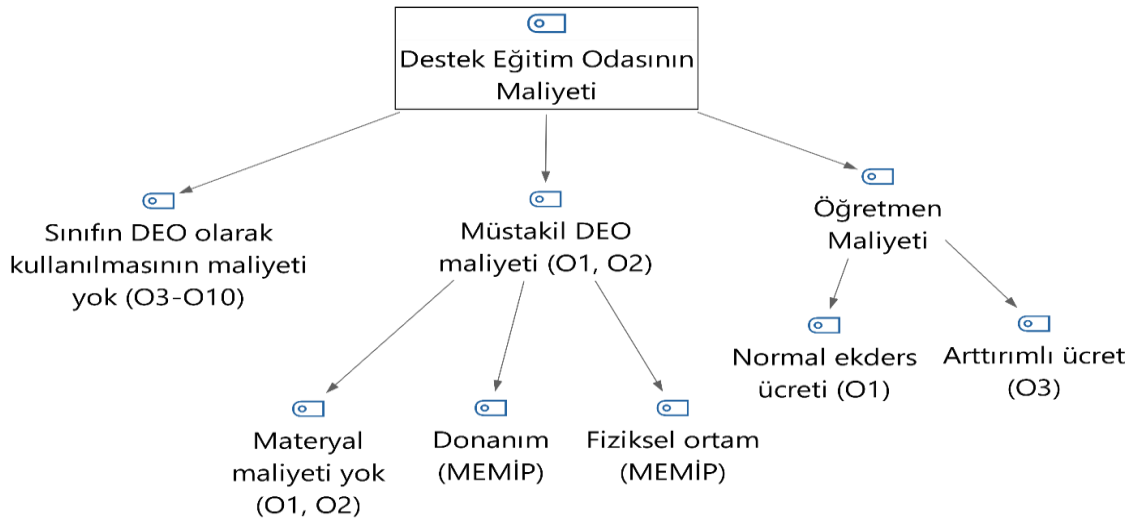 Destek Eğitim Odasının
Maliyeti
Sınıfın DEO olarak
kullanılmasının maliyeti
yok (O3-O10)
Müstakil DEO
maliyeti (O1, O2)
Öğretmen
Maliyeti
Normal ekders
ücreti (O1)
Arttırımlı ücret
(O3)
Materyal
maliyeti yok
(O1, O2)
Donanım
(MEMİP)
Fiziksel ortam
(MEMİP)